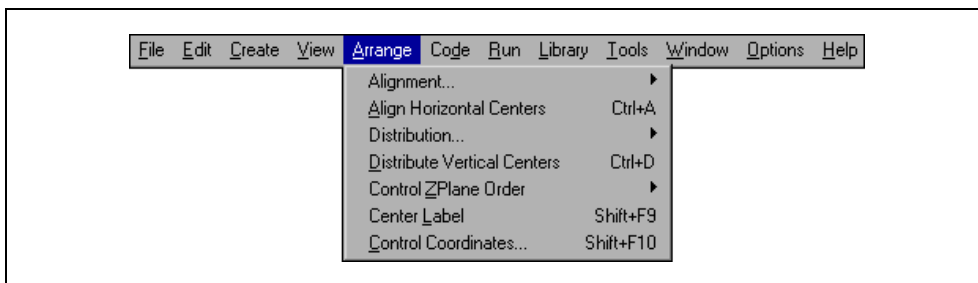 File Edit Create View Arrange Code Run Library Tools Window Options Help
Alignment...
Align Horizontal Centers Ctrl+A
Distribution...
Distribute Vertical Centers Ctrl+D
Control ZPlane Order
Center Label Shift+F9
Control Coordinates... Shift+F10